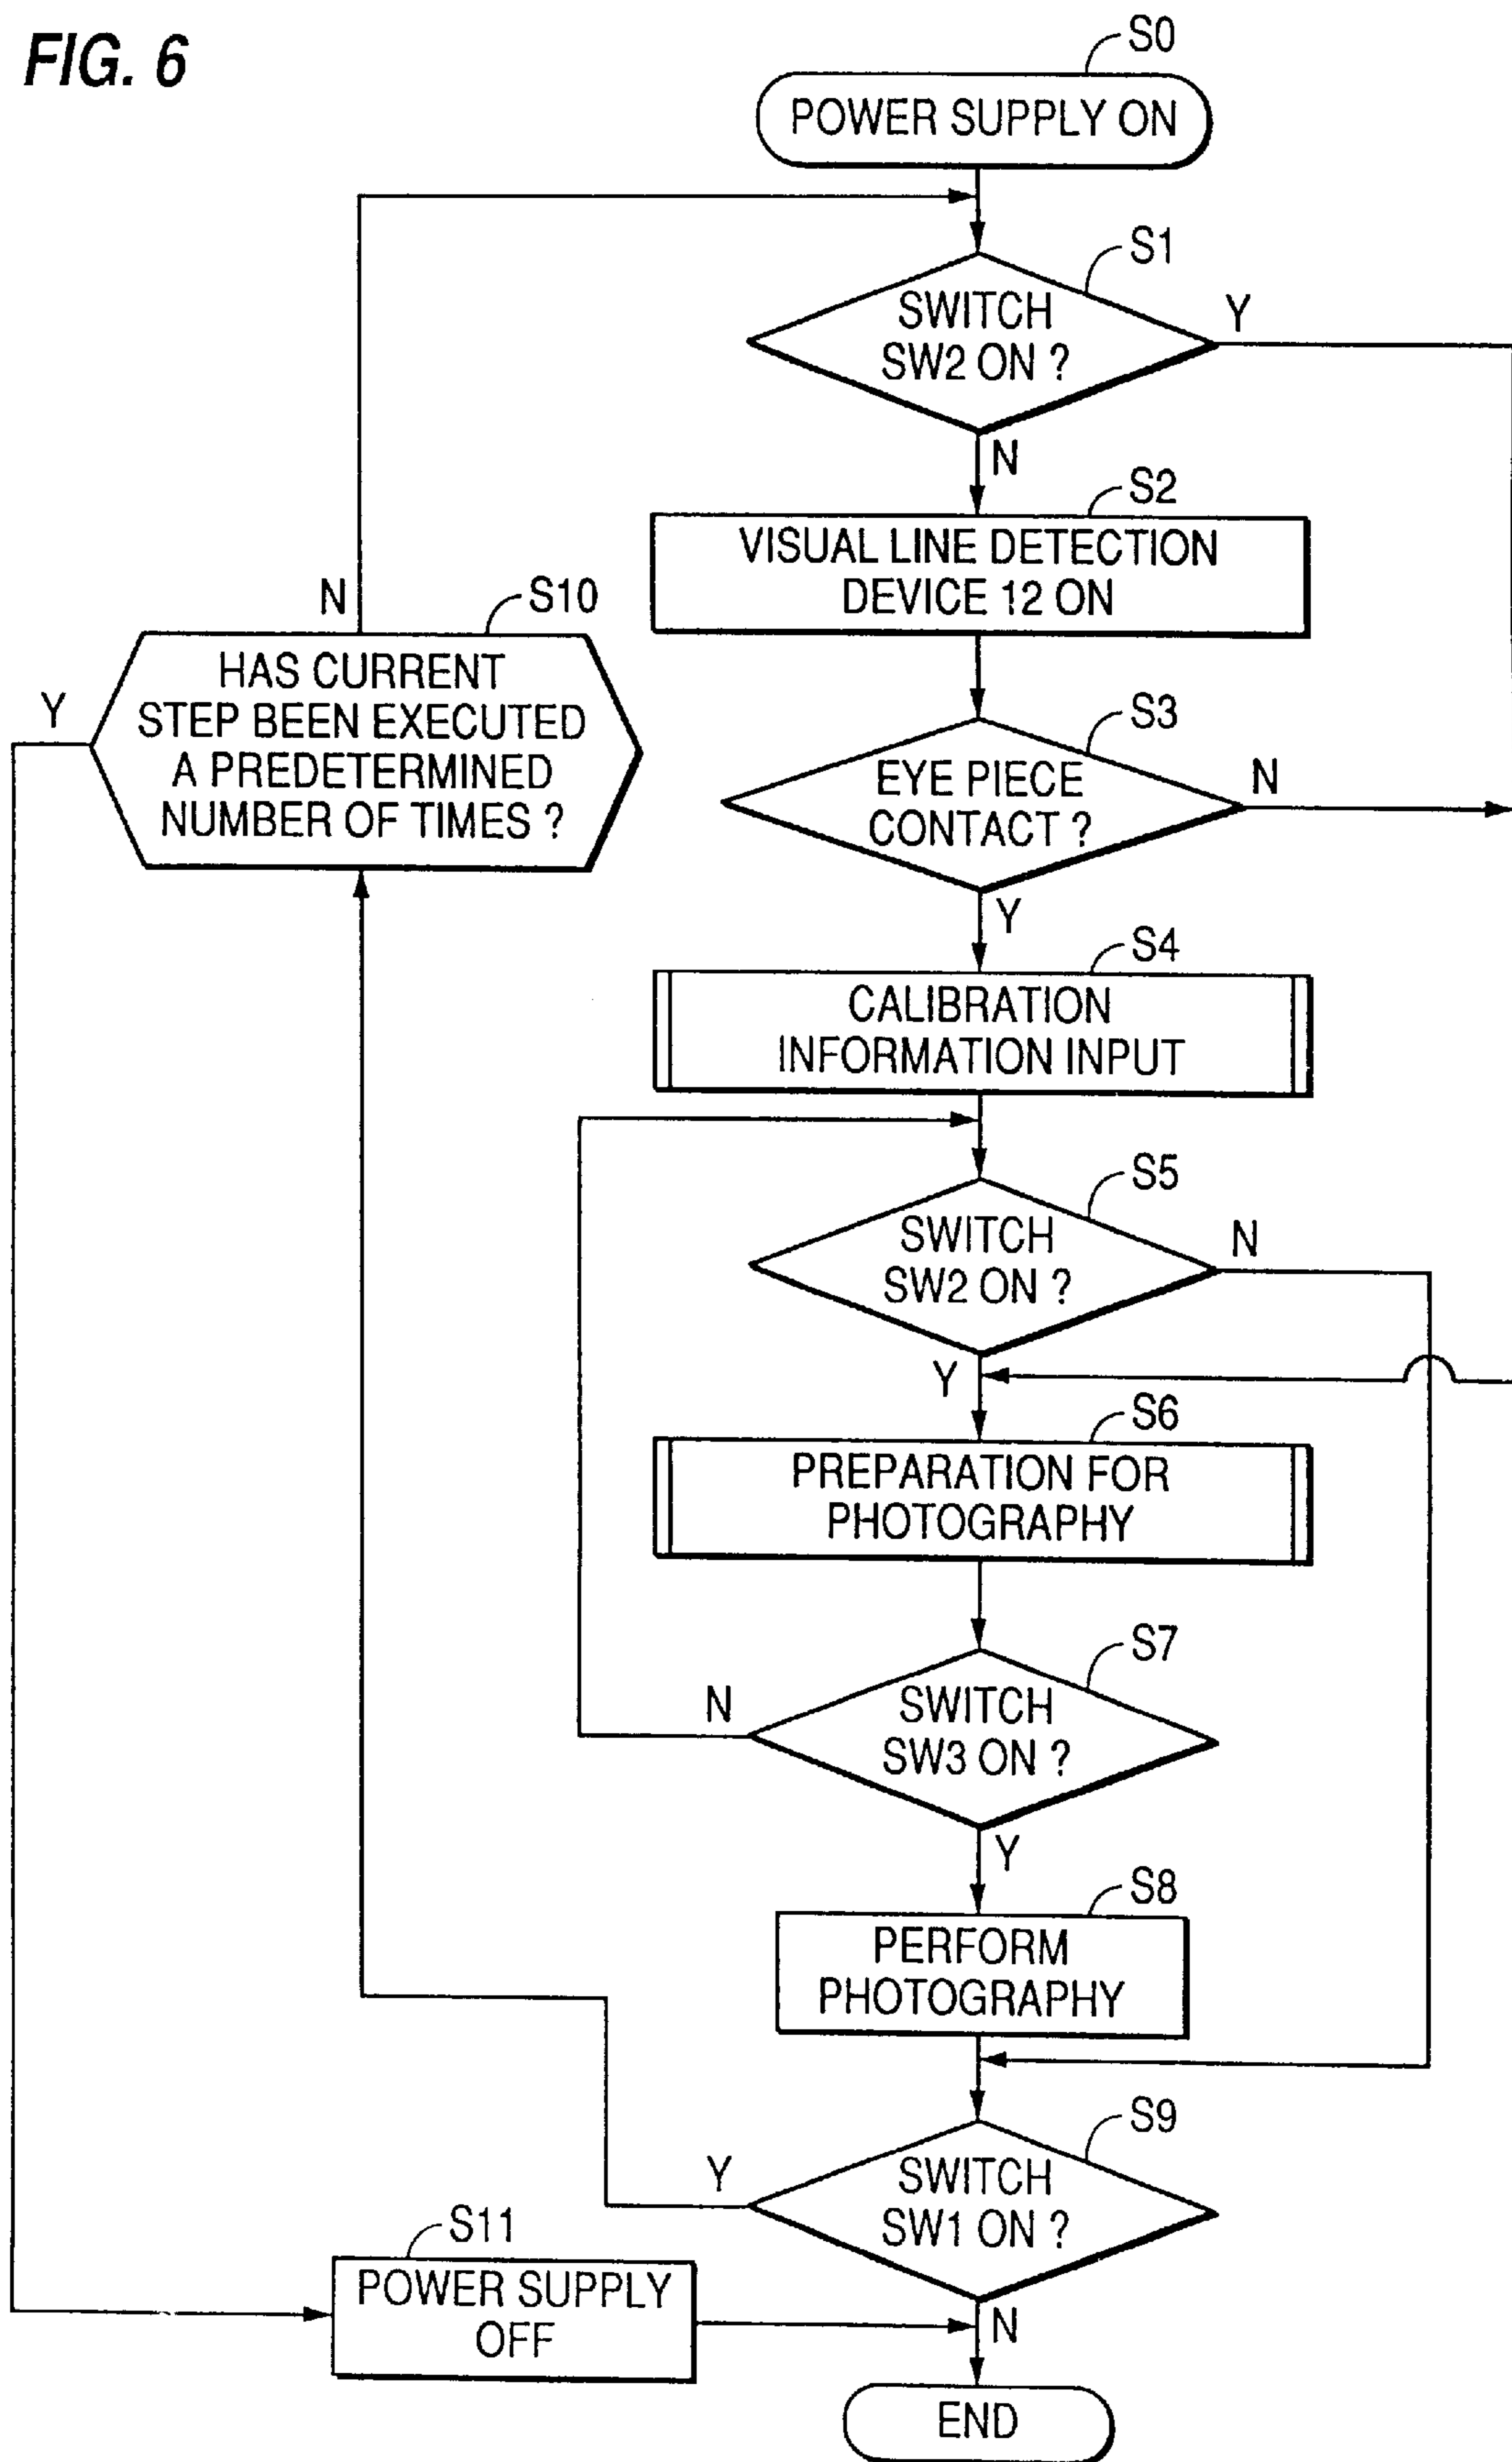 FIG. 6
S0
POWER SUPPLY ON
S1
SWITCH
SW2 ON ?
Y
N
S2
VISUAL LINE DETECTION
DEVICE 12 ON
S3
EYE PIECE
CONTACT ?
N
Y
S4
CALIBRATION
INFORMATION INPUT
S5
SWITCH
SW2 ON ?
N
Y
S6
PREPARATION FOR
PHOTOGRAPHY
S7
SWITCH
SW3 ON ?
N
Y
S8
PERFORM
PHOTOGRAPHY
S9
SWITCH
SW1 ON ?
Y
N
S10
HAS CURRENT
STEP BEEN EXECUTED
A PREDETERMINED
NUMBER OF TIMES ?
N
Y
S11
POWER SUPPLY
OFF
END